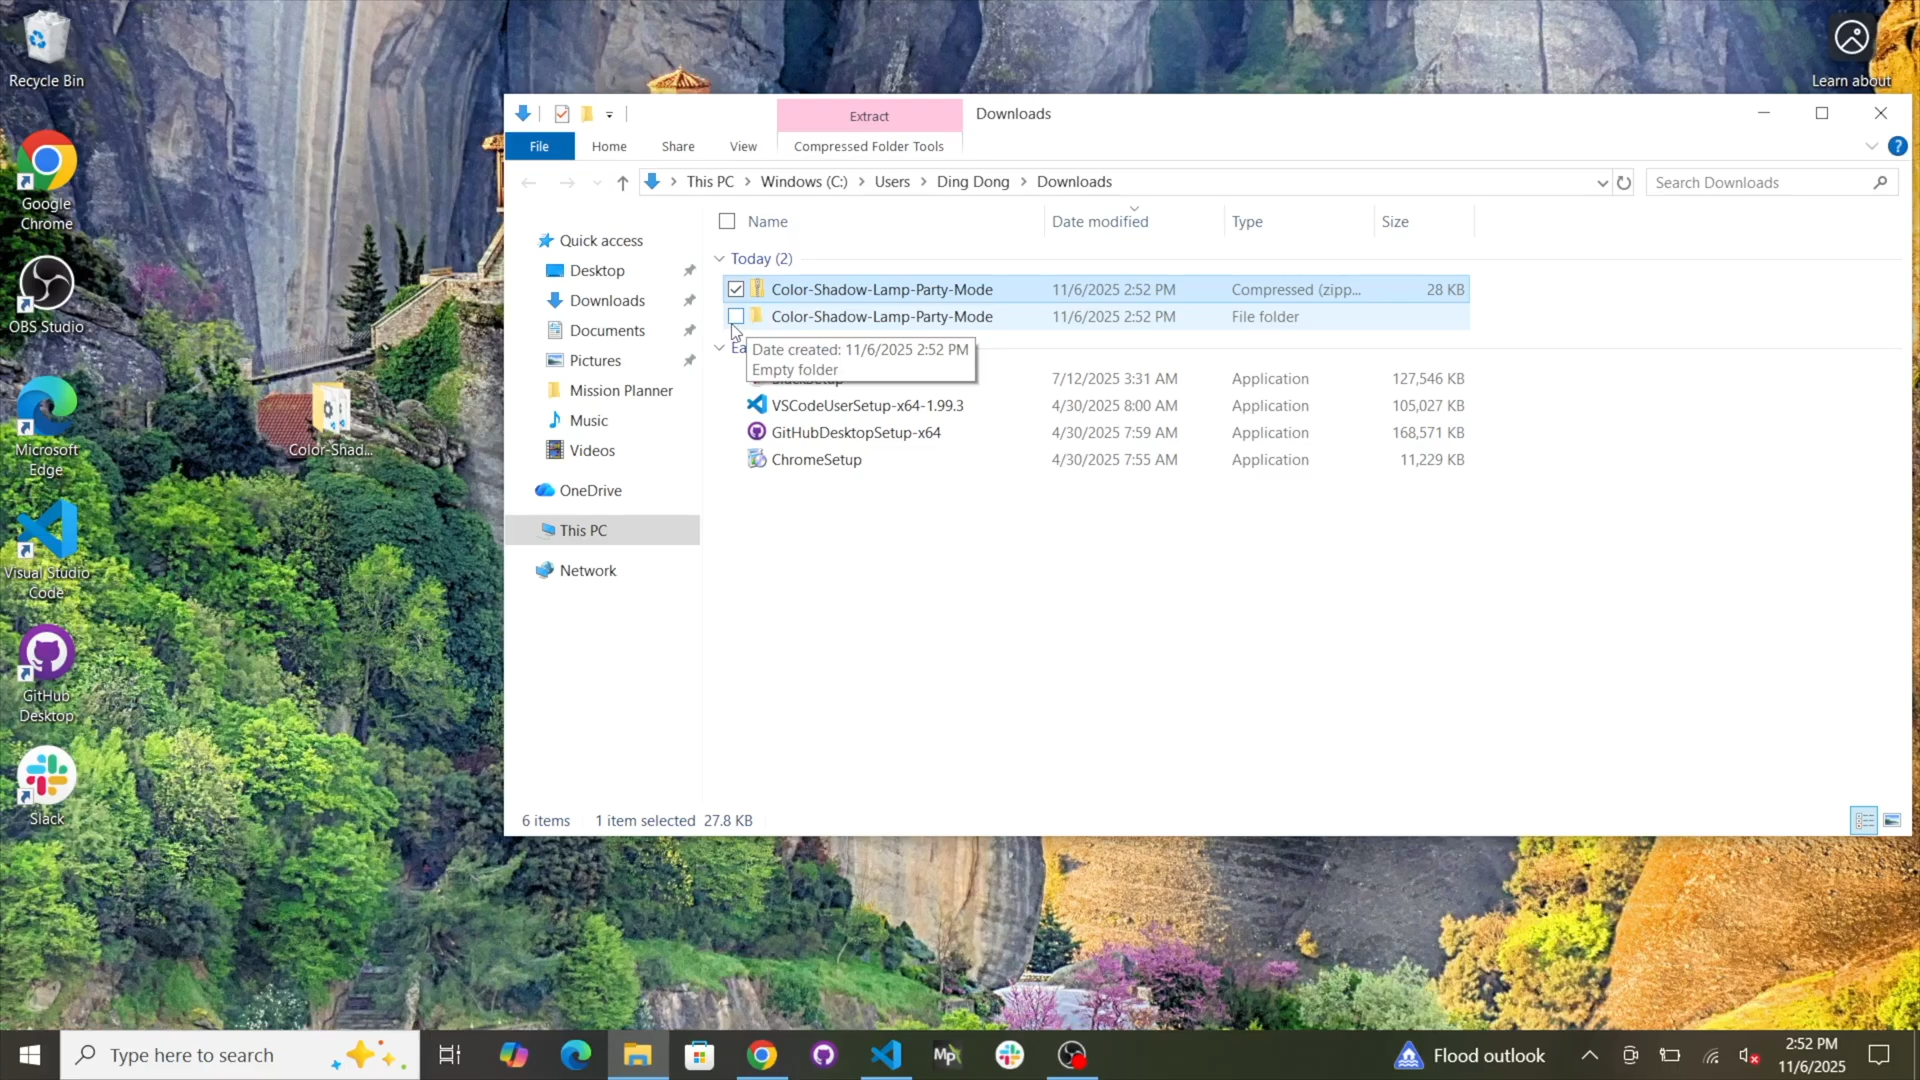 Recycle Bin
Google
Chrome
OBS Studio
Microsoft
Edge
Visual Studio
Code
GitHub
Desktop
Slack
Color-Shad...
Learn about
Extract
Downloads
File
Home
Share
View
Compressed Folder Tools
This PC > Windows (C:) > Users > Ding Dong > Downloads
Search Downloads
Quick access
Desktop
Downloads
Documents
Pictures
Mission Planner
Music
Videos
OneDrive
This PC
Network
Name Date modified Type Size
Today (2)
Color-Shadow-Lamp-Party-Mode 11/6/2025 2:52 PM Compressed (zipp... 28 KB
Color-Shadow-Lamp-Party-Mode 11/6/2025 2:52 PM File folder
Date created: 11/6/2025 2:52 PM
Empty folder
7/12/2025 3:31 AM Application 127,546 KB
VSCodeUserSetup-x64-1.99.3 4/30/2025 8:00 AM Application 105,027 KB
GitHubDesktopSetup-x64 4/30/2025 7:59 AM Application 168,571 KB
ChromeSetup 4/30/2025 7:55 AM Application 11,229 KB
6 items 1 item selected 27.8 KB
Type here to search
Mp
Flood outlook
2:52 PM
11/6/2025